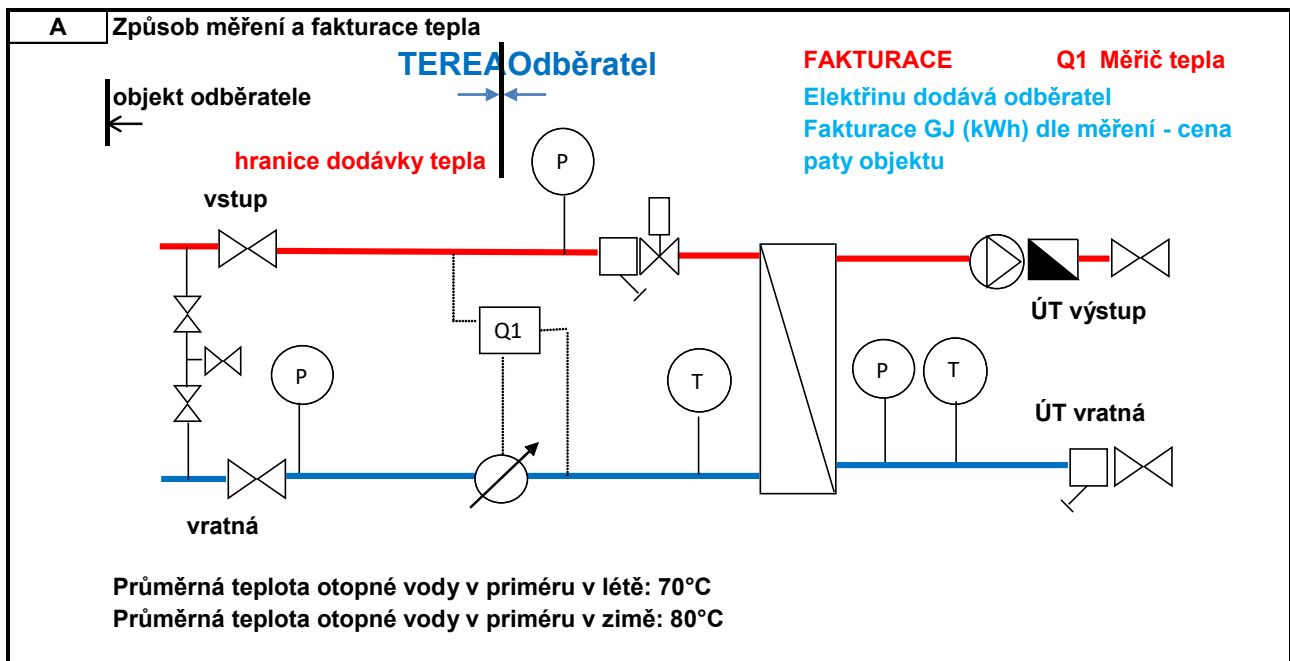 A
Způsob měření a fakturace tepla
TEREA Odběratel
FAKTURACE
Q1 Měřič tepla
objekt odběratele
Elektřinu dodává odběratel
Fakturace GJ (kWh) dle měření - cena
paty objektu
hranice dodávky tepla
P
vstup
ÚT výstup
Q1
P
T
P
T
ÚT vratná
vratná
Průměrná teplota otopné vody v priméru v létě: 70°C
Průměrná teplota otopné vody v priméru v zimě: 80°C